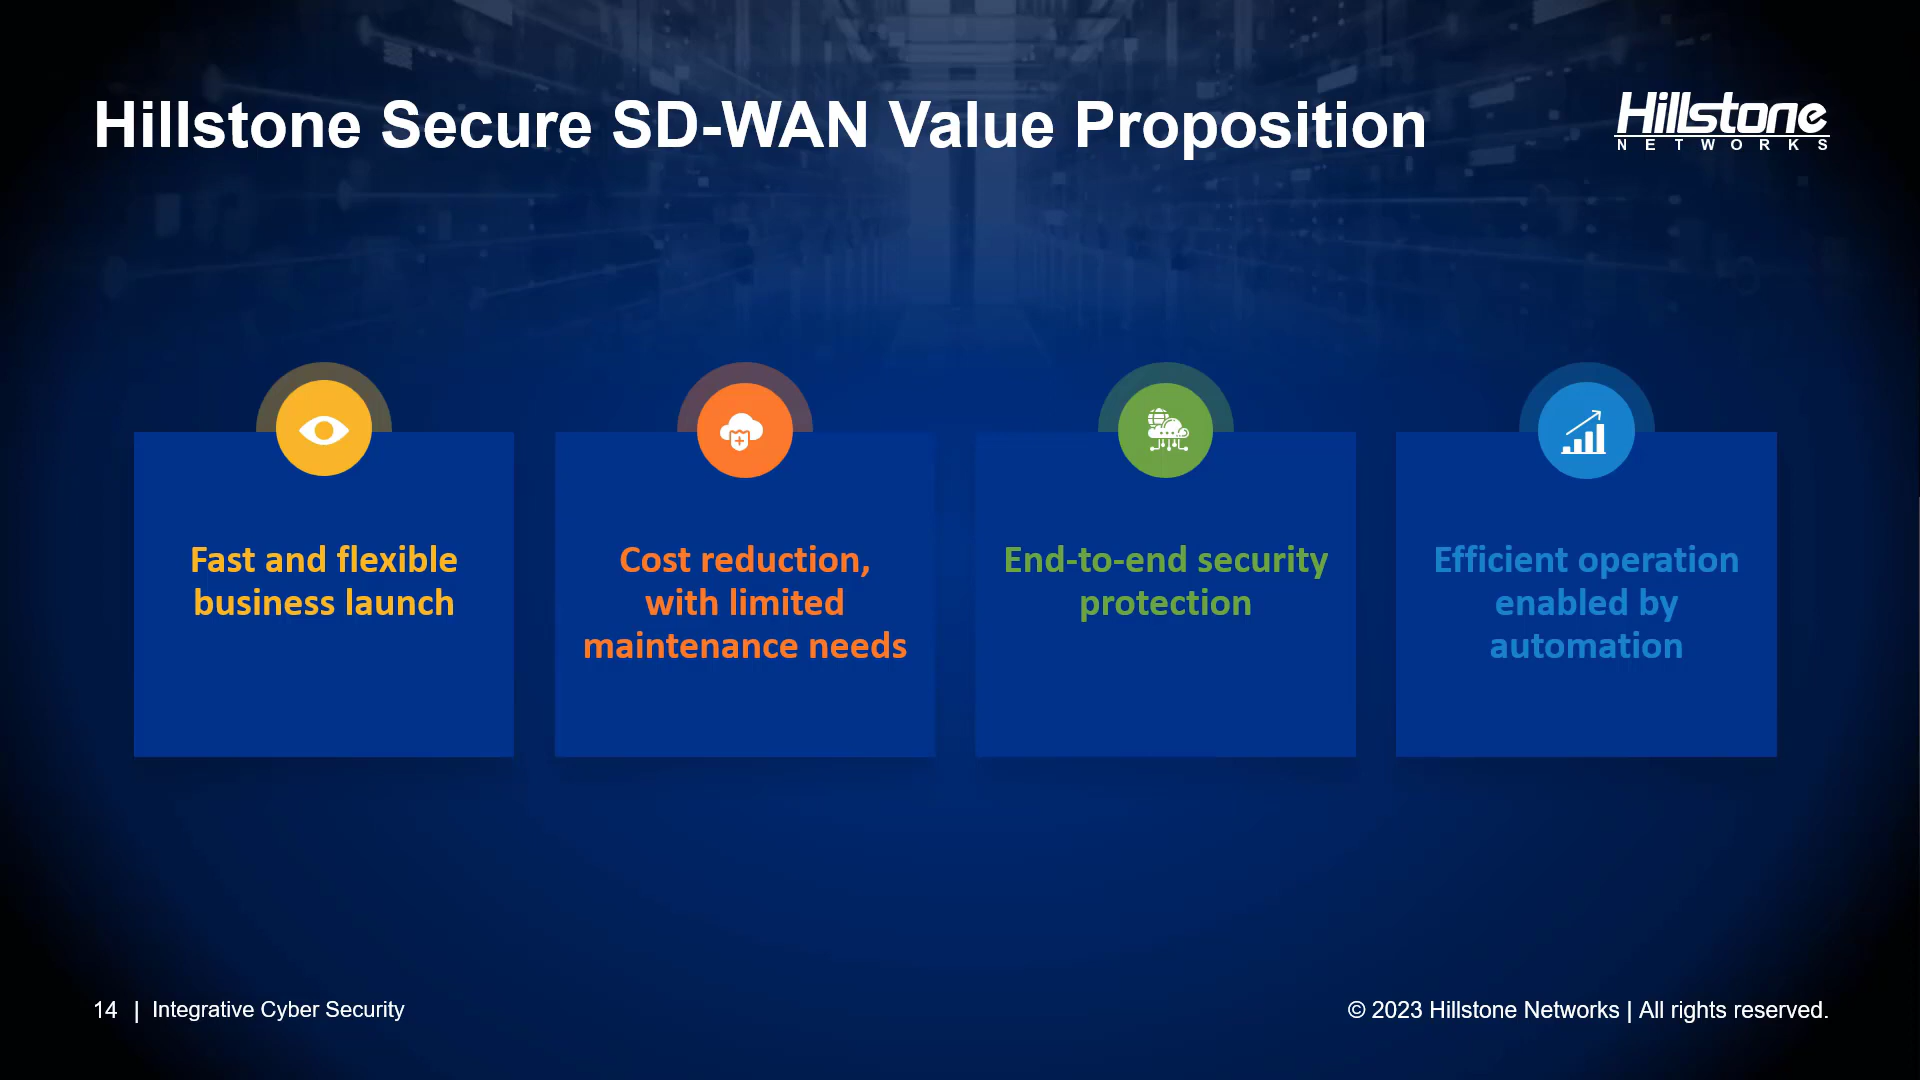 Hillstone Secure SD-WAN Value Proposition
Hillstone
NETWORKS
Fast and flexible
business launch
Cost reduction,
with limited
maintenance needs
End-to-end security
protection
Efficient operation
enabled by
automation
14 | Integrative Cyber Security
© 2023 Hillstone Networks | All rights reserved.